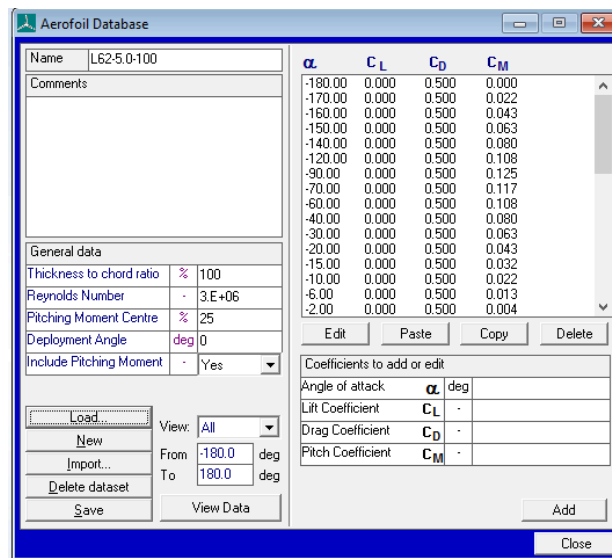 Aerofoil Database
Name L62-5.0-100
Comments
General data
Thickness to chord ratio % 100
Reynolds Number - 3.E+06
Pitching Moment Centre % 25
Deployment Angle deg 0
Include Pitching Moment - Yes
Load...
New
Import...
Delete dataset
Save
View: All
From -180.0 deg
To 180.0 deg
View Data
α CL CD CM
-180.00 0.000 0.500 0.000
-170.00 0.000 0.500 0.022
-160.00 0.000 0.500 0.043
-150.00 0.000 0.500 0.063
-140.00 0.000 0.500 0.080
-120.00 0.000 0.500 0.108
-90.00 0.000 0.500 0.125
-70.00 0.000 0.500 0.117
-60.00 0.000 0.500 0.108
-40.00 0.000 0.500 0.080
-30.00 0.000 0.500 0.063
-20.00 0.000 0.500 0.043
-15.00 0.000 0.500 0.032
-10.00 0.000 0.500 0.022
-6.00 0.000 0.500 0.013
-2.00 0.000 0.500 0.004
Edit Paste Copy Delete
Coefficients to add or edit
Angle of attack α deg
Lift Coefficient CL -
Drag Coefficient CD -
Pitch Coefficient CM -
Add
Close